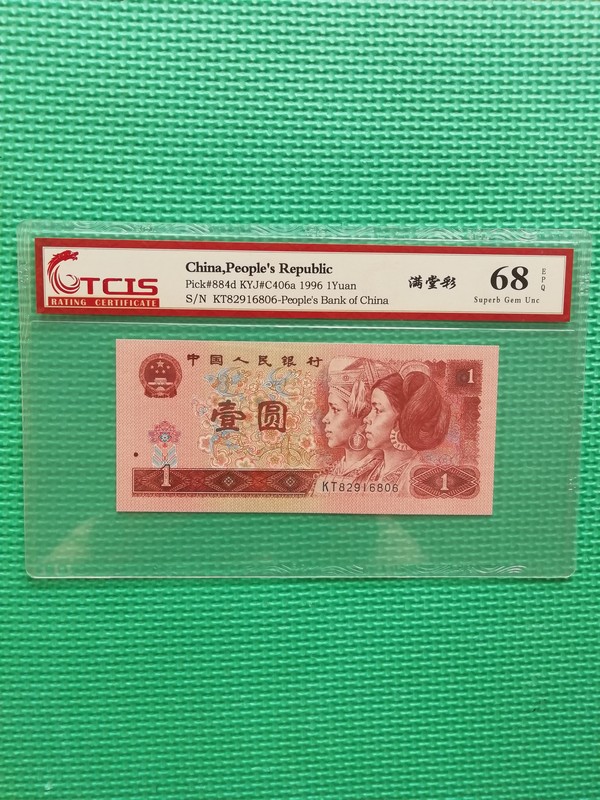 TCIS
RATING CERTIFICATE
China,People's Republic
Pick#884d KYJ#C406a 1996 1Yuan
S/N KT82916806-People's Bank of China
满堂彩
68
EPQ
Superb Gem Unc
中国人民银行
1
壹圆
1
KT82916806
1